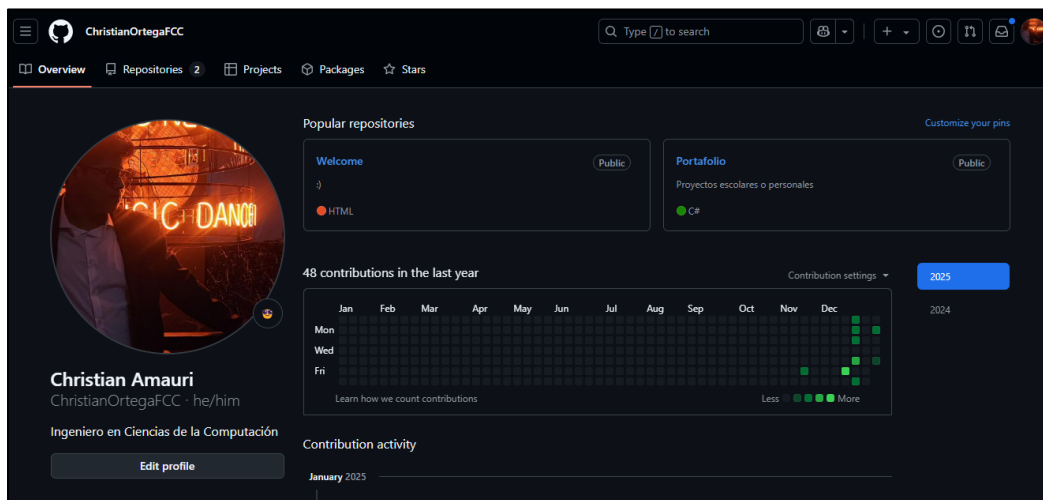 ChristianOrtegaFCC
Type / to search
Overview
Repositories 2
Projects
Packages
Stars
Popular repositories
Customize your pins
Welcome
Public
:)
HTML
Portafolio
Public
Proyectos escolares o personales
C#
48 contributions in the last year
Contribution settings
2025
2024
Jan Feb Mar Apr May Jun Jul Aug Sep Oct Nov Dec
Mon
Wed
Fri
Learn how we count contributions
Less More
Christian Amauri
ChristianOrtegaFCC · he/him
Ingeniero en Ciencias de la Computación
Edit profile
Contribution activity
January 2025